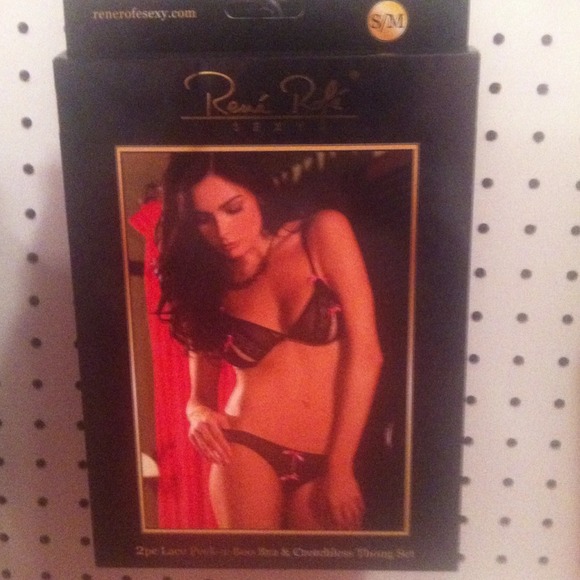 renerofesexy.com
S/M
René Rofé
SEXY
2pc Lace Peek-a-Boo Bra & Crotchless Thong Set